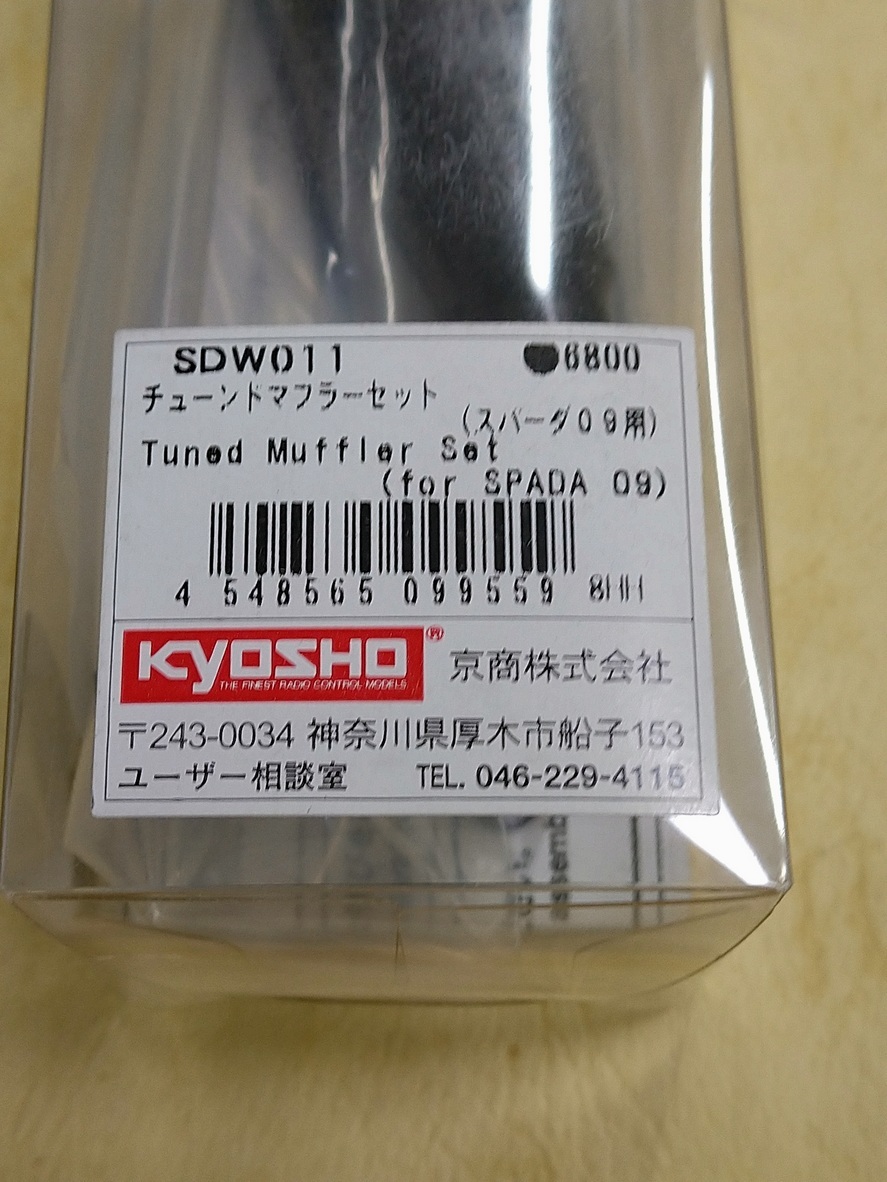 SDW011 ●6800
チューンドマフラーセット
(スパーダ09用)
Tuned Muffler Set
(for SPADA 09)
4 548565 099559
KYOSHO®
THE FINEST RADIO CONTROL MODELS
京商株式会社
〒243-0034 神奈川県厚木市船子153
ユーザー相談室 TEL. 046-229-4115
assemb